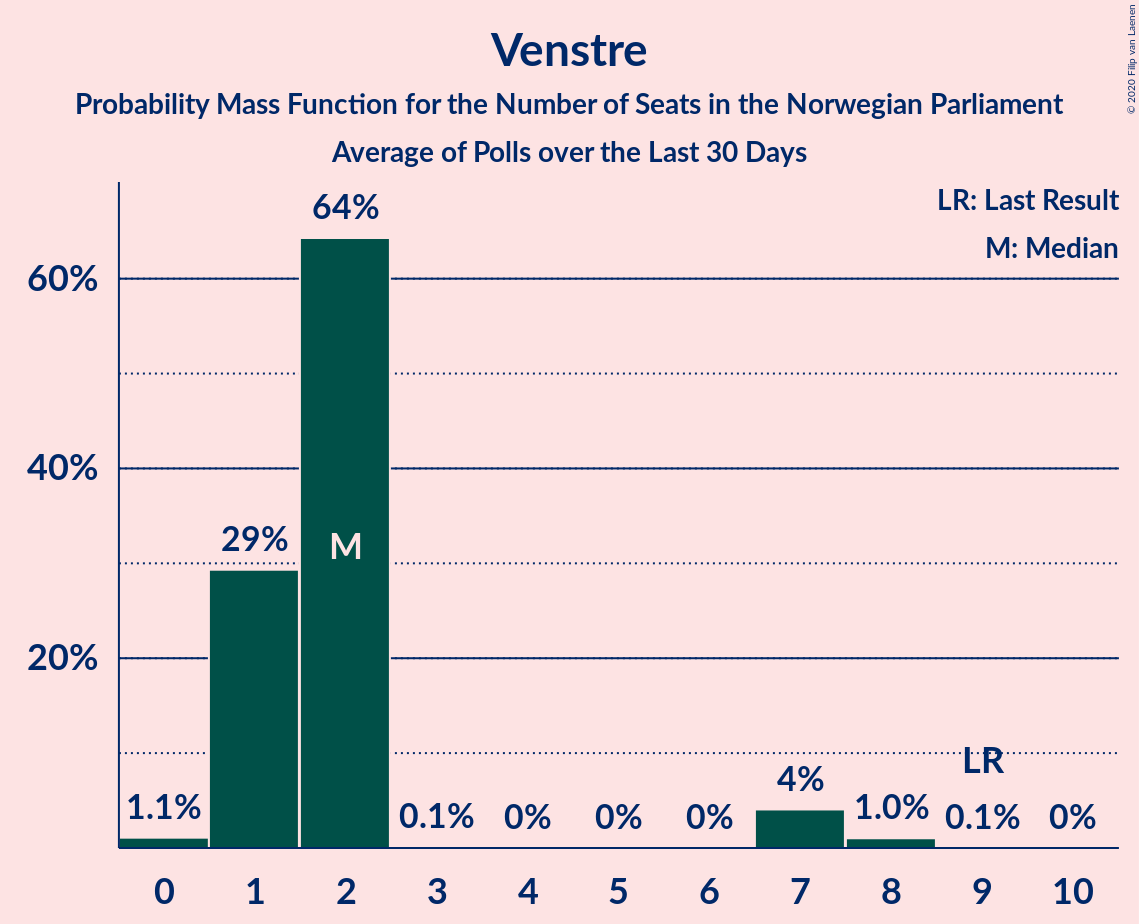 Venstre
Probability Mass Function for the Number of Seats in the Norwegian Parliament
Average of Polls over the Last 30 Days
© 2020 Filip van Laenen
LR: Last Result
M: Median
60%
40%
20%
1.1%
29%
64%
M
0.1%
0%
0%
0%
4%
1.0%
LR
0.1%
0%
0 1 2 3 4 5 6 7 8 9 10